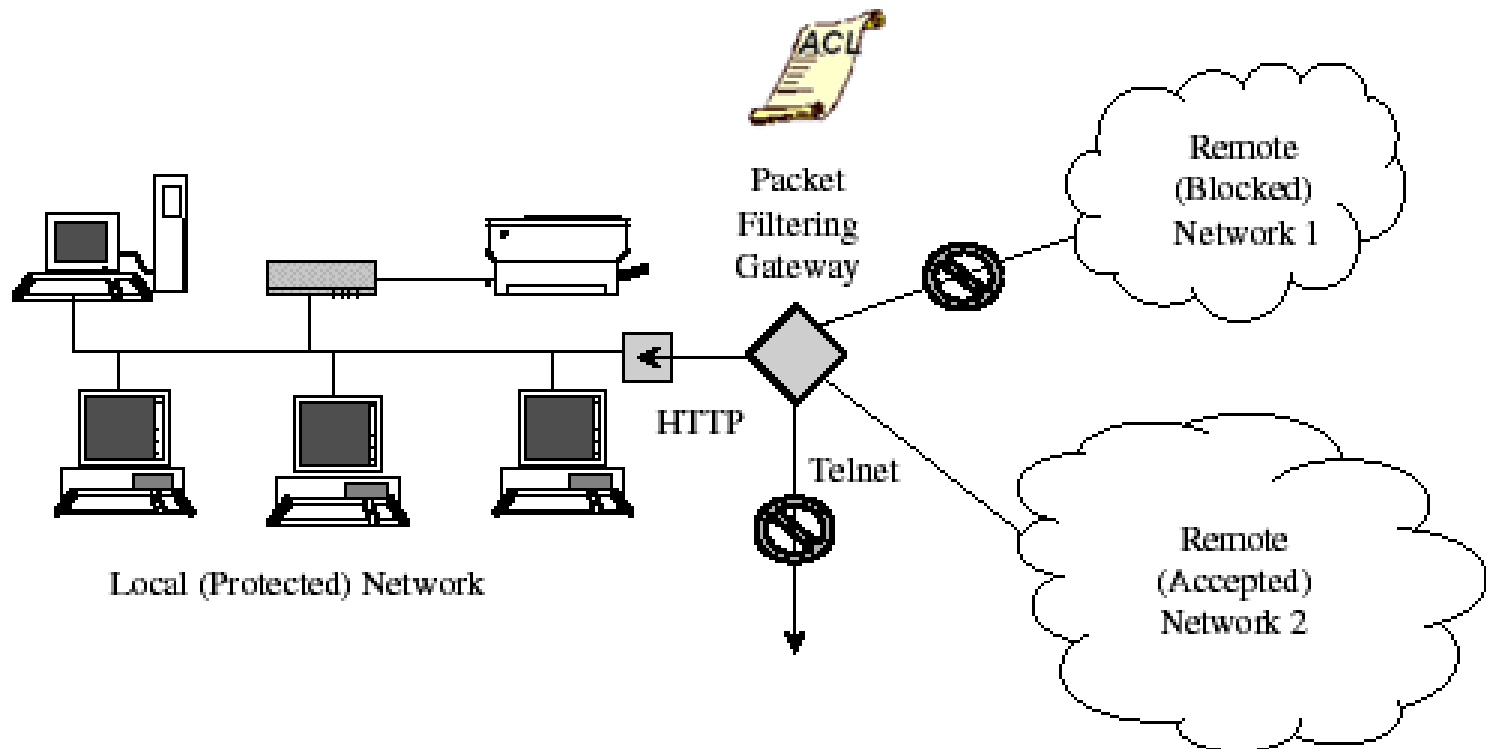 ACL
Packet
Filtering
Gateway
Remote
(Blocked)
Network 1
HTTP
Telnet
Local (Protected) Network
Remote
(Accepted)
Network 2